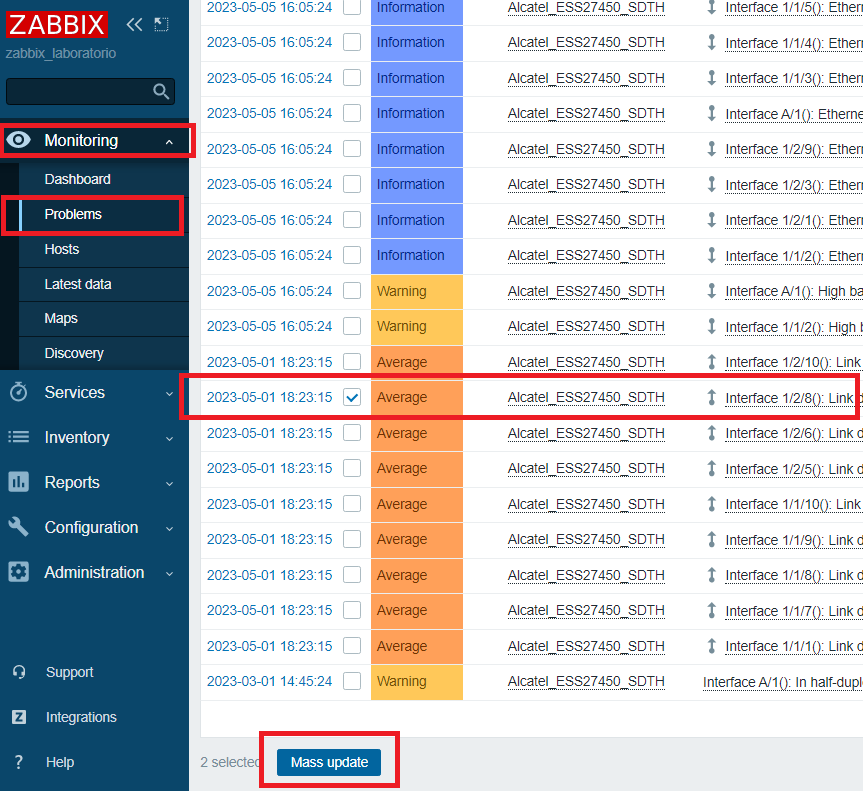 ZABBIX
zabbix_laboratorio
Monitoring
Dashboard
Problems
Hosts
Latest data
Maps
Discovery
Services
Inventory
Reports
Configuration
Administration
Support
Integrations
Help
2023-05-05 16:05:24 Information Alcatel_ESS27450_SDTH Interface 1/1/5(): Ethern
2023-05-05 16:05:24 Information Alcatel_ESS27450_SDTH Interface 1/1/4(): Ethern
2023-05-05 16:05:24 Information Alcatel_ESS27450_SDTH Interface 1/1/3(): Ethern
2023-05-05 16:05:24 Information Alcatel_ESS27450_SDTH Interface A/1(): Etherne
2023-05-05 16:05:24 Information Alcatel_ESS27450_SDTH Interface 1/2/9(): Ethern
2023-05-05 16:05:24 Information Alcatel_ESS27450_SDTH Interface 1/2/3(): Ethern
2023-05-05 16:05:24 Information Alcatel_ESS27450_SDTH Interface 1/2/1(): Ethern
2023-05-05 16:05:24 Information Alcatel_ESS27450_SDTH Interface 1/1/2(): Ethern
2023-05-05 16:05:24 Warning Alcatel_ESS27450_SDTH Interface A/1(): High ba
2023-05-05 16:05:24 Warning Alcatel_ESS27450_SDTH Interface 1/1/2(): High b
2023-05-01 18:23:15 Average Alcatel_ESS27450_SDTH Interface 1/2/10(): Link
2023-05-01 18:23:15 Average Alcatel_ESS27450_SDTH Interface 1/2/8(): Link d
2023-05-01 18:23:15 Average Alcatel_ESS27450_SDTH Interface 1/2/6(): Link d
2023-05-01 18:23:15 Average Alcatel_ESS27450_SDTH Interface 1/2/5(): Link d
2023-05-01 18:23:15 Average Alcatel_ESS27450_SDTH Interface 1/1/10(): Link
2023-05-01 18:23:15 Average Alcatel_ESS27450_SDTH Interface 1/1/9(): Link d
2023-05-01 18:23:15 Average Alcatel_ESS27450_SDTH Interface 1/1/8(): Link d
2023-05-01 18:23:15 Average Alcatel_ESS27450_SDTH Interface 1/1/7(): Link d
2023-05-01 18:23:15 Average Alcatel_ESS27450_SDTH Interface 1/1/1(): Link d
2023-03-01 14:45:24 Warning Alcatel_ESS27450_SDTH Interface A/1(): In half-duple
2 selected Mass update